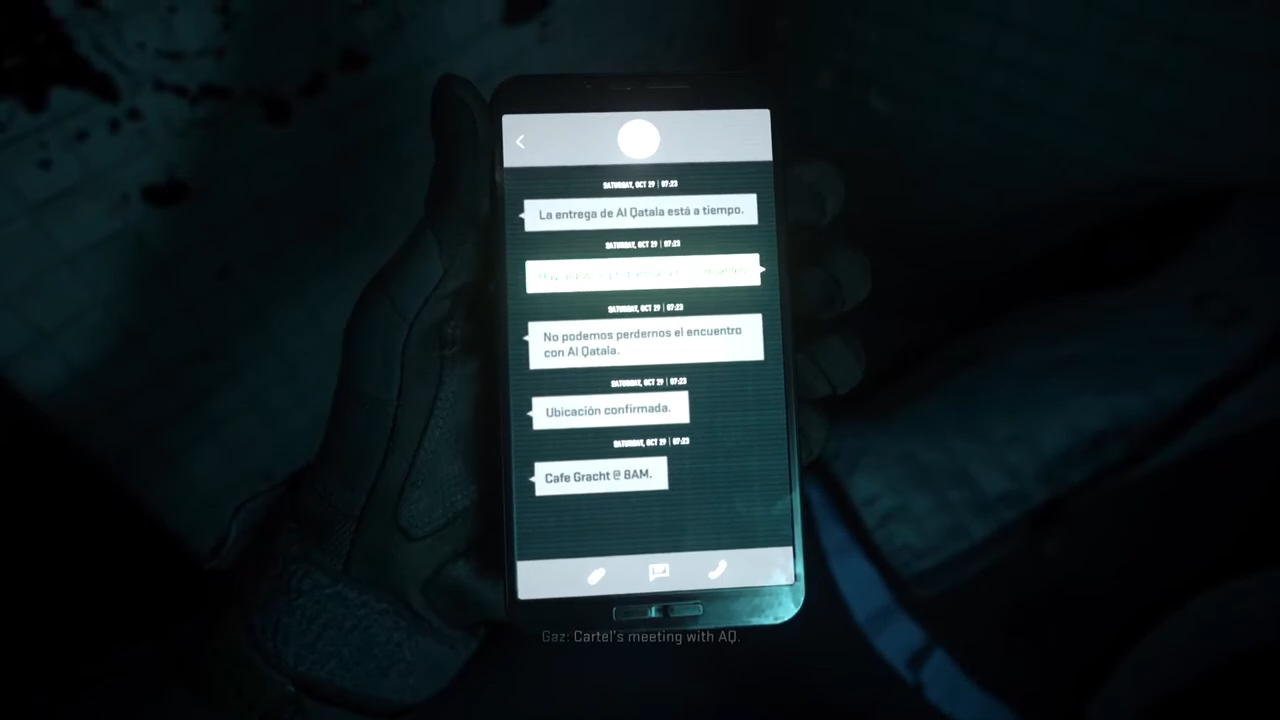 SATURDAY, OCT 29 | 07:23
La entrega de Al Qatala está a tiempo.
SATURDAY, OCT 29 | 07:23
SATURDAY, OCT 29 | 07:23
No podemos perdernos el encuentro
con Al Qatala.
SATURDAY, OCT 29 | 07:23
Ubicación confirmada.
SATURDAY, OCT 29 | 07:23
Cafe Gracht @ 8AM.
Gaz: Cartel's meeting with AQ.